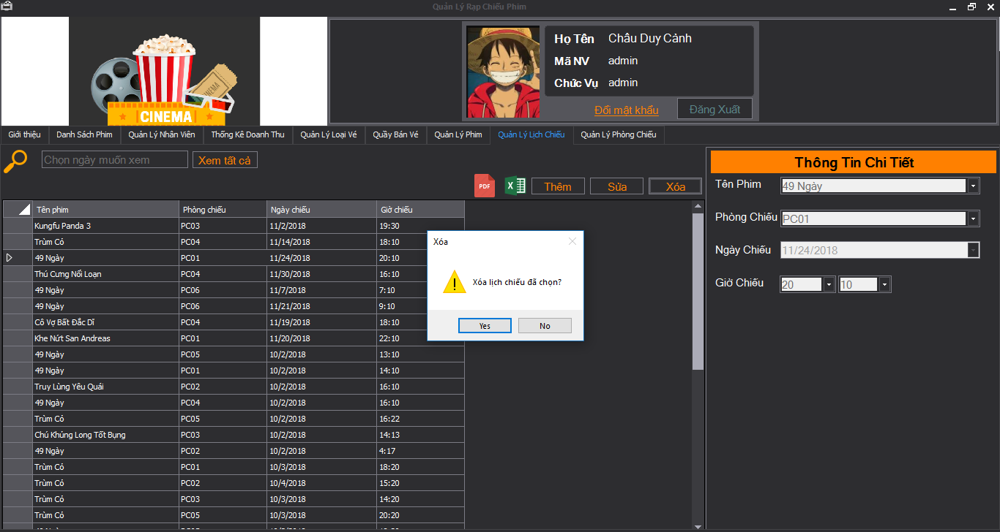 Quản Lý Rạp Chiếu Phim
CINEMA
CINEMA
Họ Tên Châu Duy Cảnh
Mã NV admin
Chức Vụ admin
Đổi mật khẩu Đăng Xuất
Giới thiệu Danh Sách Phim Quản Lý Nhân Viên Thống Kê Doanh Thu Quản Lý Loại Vé Quầy Bán Vé Quản Lý Phim Quản Lý Lịch Chiếu Quản Lý Phòng Chiếu
Chọn ngày muốn xem Xem tất cả
PDF X Thêm Sửa Xóa
Tên phim Phòng chiếu Ngày chiếu Giờ chiếu
Kungfu Panda 3 PC03 11/2/2018 19:30
Trùm Cỏ PC04 11/14/2018 18:10
49 Ngày PC01 11/24/2018 20:10
Thú Cưng Nổi Loạn PC04 11/30/2018 16:10
49 Ngày PC06 11/7/2018 7:10
49 Ngày PC06 11/21/2018 9:10
Cô Vợ Bất Đắc Dĩ PC04 11/19/2018 18:10
Khe Nứt San Andreas PC01 11/20/2018 22:10
49 Ngày PC05 10/2/2018 13:10
49 Ngày PC01 10/2/2018 14:10
Truy Lùng Yêu Quái PC02 10/2/2018 16:10
49 Ngày PC04 10/2/2018 16:10
Trùm Cỏ PC05 10/2/2018 16:22
Chú Khủng Long Tốt Bụng PC03 10/2/2018 14:13
49 Ngày PC02 10/2/2018 4:17
Trùm Cỏ PC01 10/3/2018 18:20
Trùm Cỏ PC02 10/4/2018 15:20
Trùm Cỏ PC03 10/3/2018 14:20
Trùm Cỏ PC05 10/3/2018 20:20
Xóa
Xóa lịch chiếu đã chọn?
Yes No
Thông Tin Chi Tiết
Tên Phim 49 Ngày
Phòng Chiếu PC01
Ngày Chiếu 11/24/2018
Giờ Chiếu 20 10